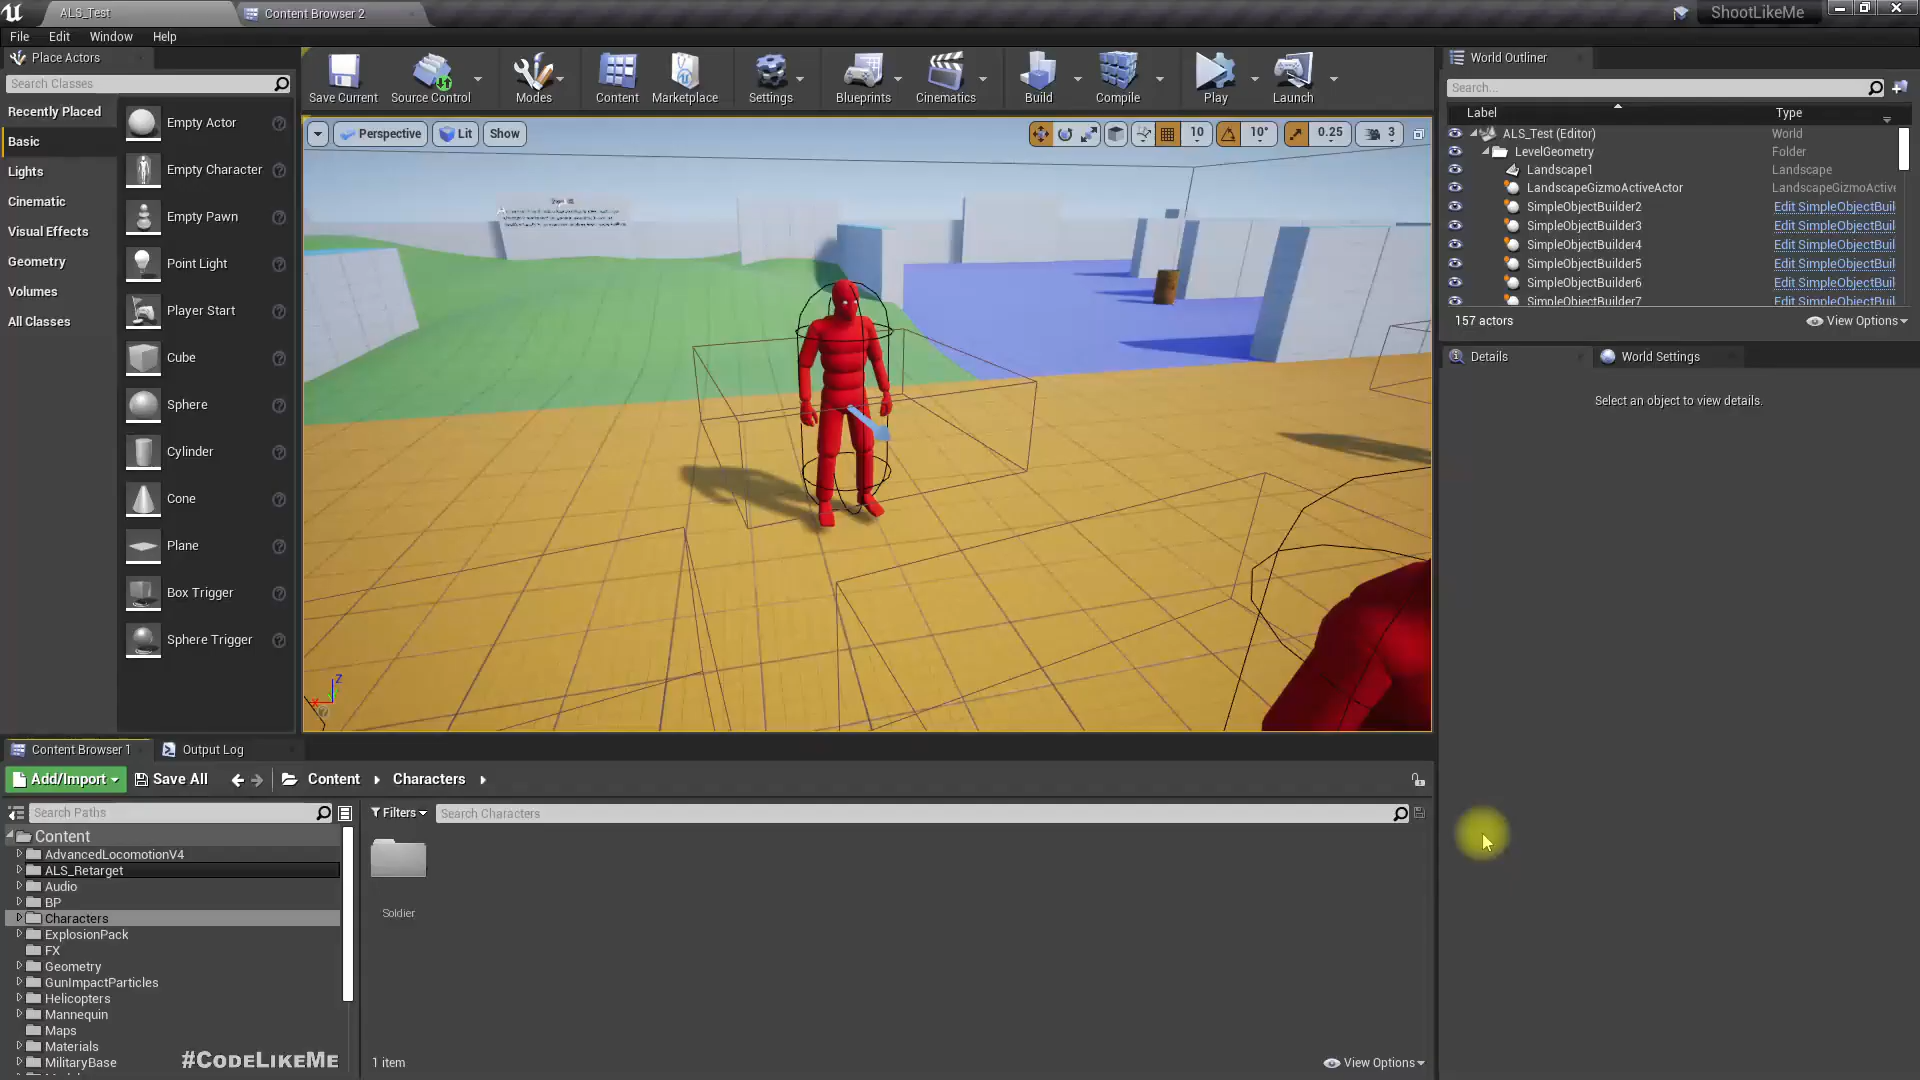 ALS_Test
Content Browser 2
ShootLikeMe
File Edit Window Help
Place Actors
Search Classes
Recently Placed
Basic
Lights
Cinematic
Visual Effects
Geometry
Volumes
All Classes
Empty Actor
Empty Character
Empty Pawn
Point Light
Player Start
Cube
Sphere
Cylinder
Cone
Plane
Box Trigger
Sphere Trigger
Save Current
Source Control
Modes
Content
Marketplace
Settings
Blueprints
Cinematics
Build
Compile
Play
Launch
Perspective
Lit
Show
10
10°
0.25
3
Z
X
World Outliner
Search...
Label Type
ALS_Test (Editor) World
LevelGeometry Folder
Landscape1 Landscape
LandscapeGizmoActiveActor LandscapeGizmoActive
SimpleObjectBuilder2 Edit SimpleObjectBuil
SimpleObjectBuilder3 Edit SimpleObjectBuil
SimpleObjectBuilder4 Edit SimpleObjectBuil
SimpleObjectBuilder5 Edit SimpleObjectBuil
SimpleObjectBuilder6 Edit SimpleObjectBuil
SimpleObjectBuilder7 Edit SimpleObjectBuil
157 actors
View Options
Details
World Settings
Select an object to view details.
Content Browser 1
Output Log
Add/Import
Save All
Content
Characters
Search Paths
Filters
Search Characters
Content
AdvancedLocomotionV4
ALS_Retarget
Audio
BP
Characters
ExplosionPack
FX
Geometry
GunImpactParticles
Helicopters
Mannequin
Maps
Materials
MilitaryBase
Soldier
1 item
View Options
#CodeLikeMe